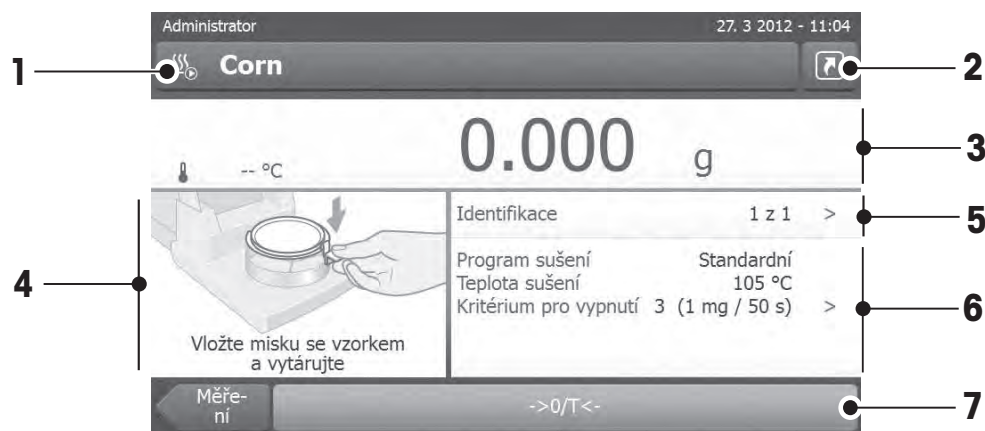 Administrator 27. 3 2012 - 11:04
1 Corn 2
0.000 g 3
-- °C
4
Vložte misku se vzorkem
a vytárujte
Identifikace 1 z 1 > 5
Program sušení Standardní
Teplota sušení 105 °C
Kritérium pro vypnutí 3 (1 mg / 50 s) > 6
Měře-
ní
->0/T<- 7